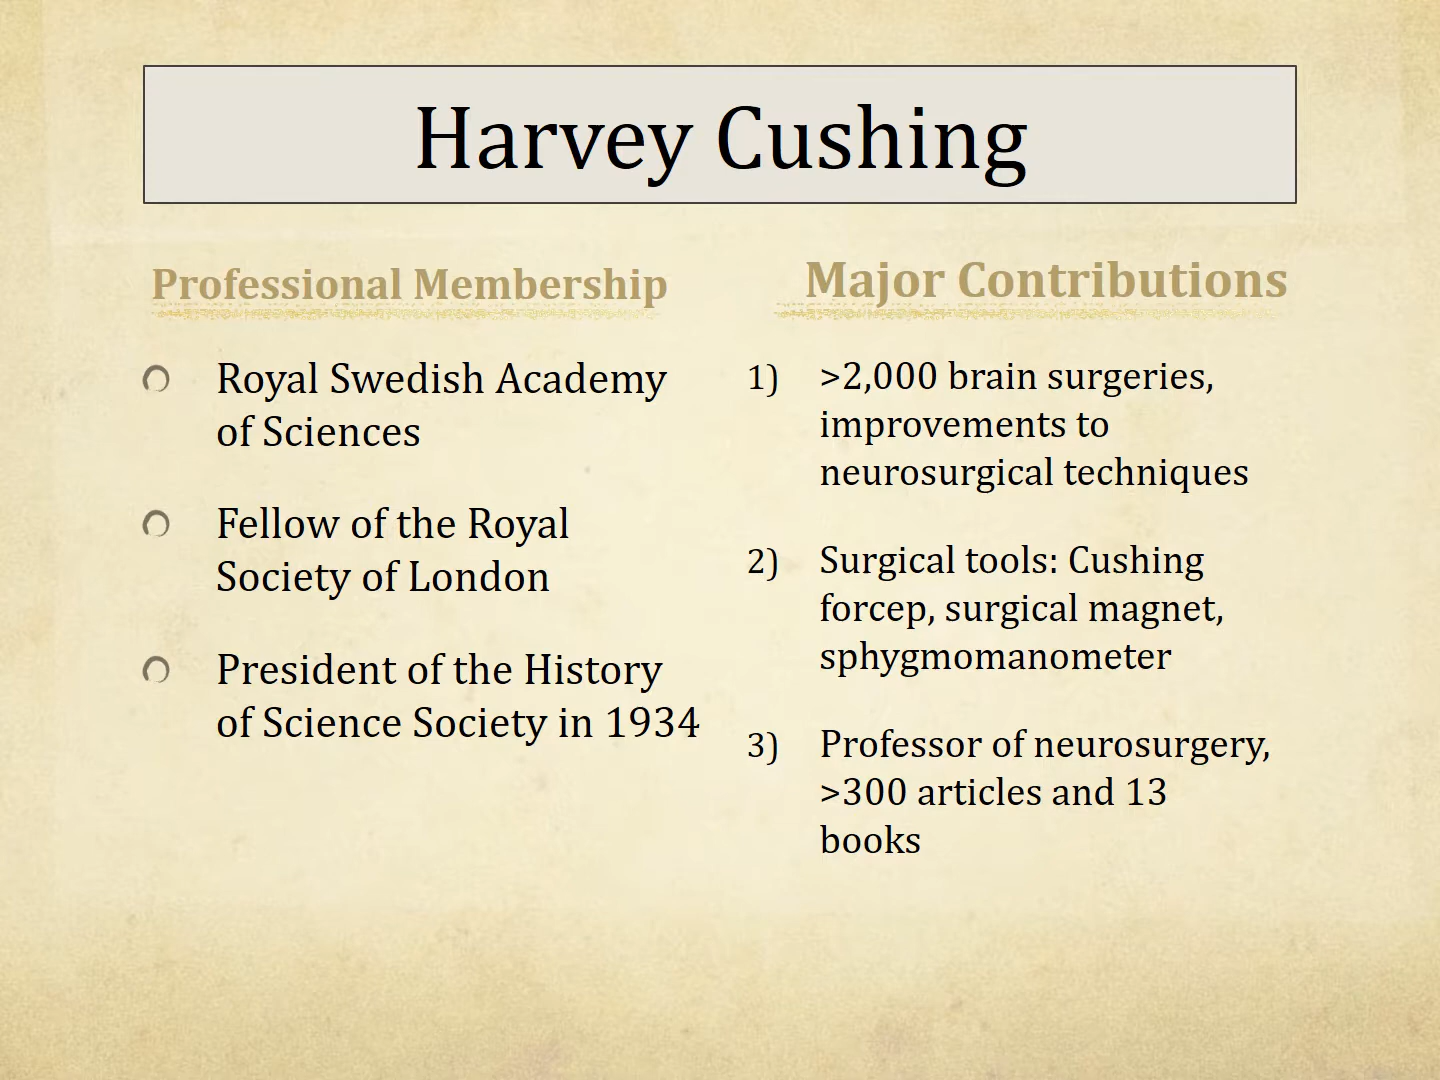 Harvey Cushing
Professional Membership
Royal Swedish Academy
of Sciences
Fellow of the Royal
Society of London
President of the History
of Science Society in 1934
Major Contributions
1) >2,000 brain surgeries,
improvements to
neurosurgical techniques
2) Surgical tools: Cushing
forcep, surgical magnet,
sphygmomanometer
3) Professor of neurosurgery,
>300 articles and 13
books